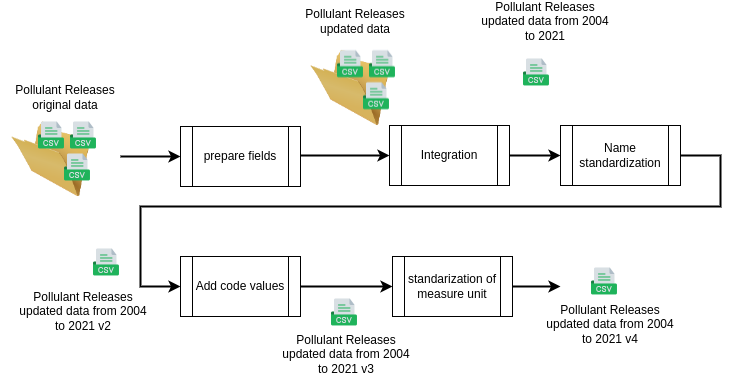 Pollutant Releases
updated data
Pollutant Releases
updated data from 2004
to 2021
CSV
CSV
CSV
CSV
Pollutant Releases
original data
CSV
CSV
CSV
prepare fields
Integration
Name
standardization
CSV
Pollutant Releases
updated data from 2004
to 2021 v2
Add code values
CSV
Pollutant Releases
updated data from 2004
to 2021 v3
standarization of
measure unit
CSV
Pollutant Releases
updated data from 2004
to 2021 v4